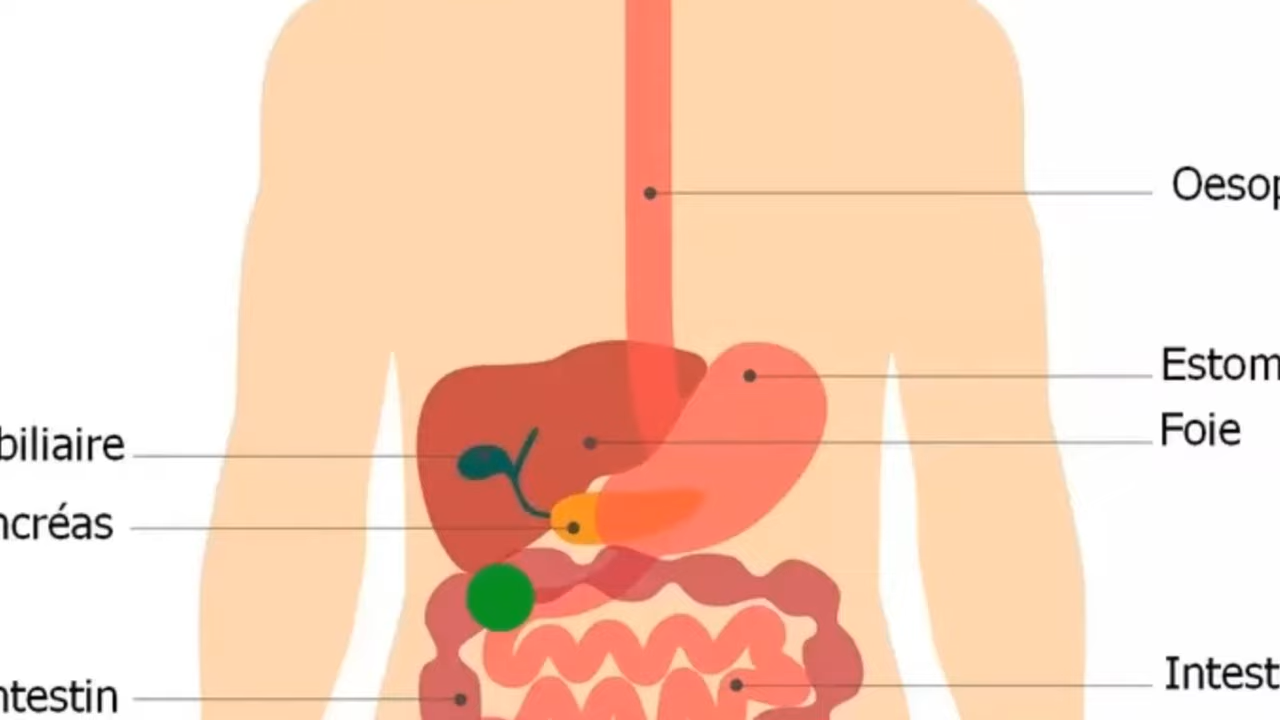 Oesop
Estom
biliaire
Foie
ncréas
Intest
ntestin